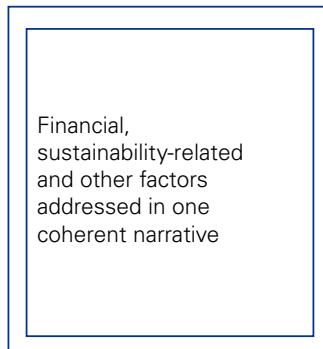 Financial,
sustainability-related
and other factors
addressed in one
coherent narrative